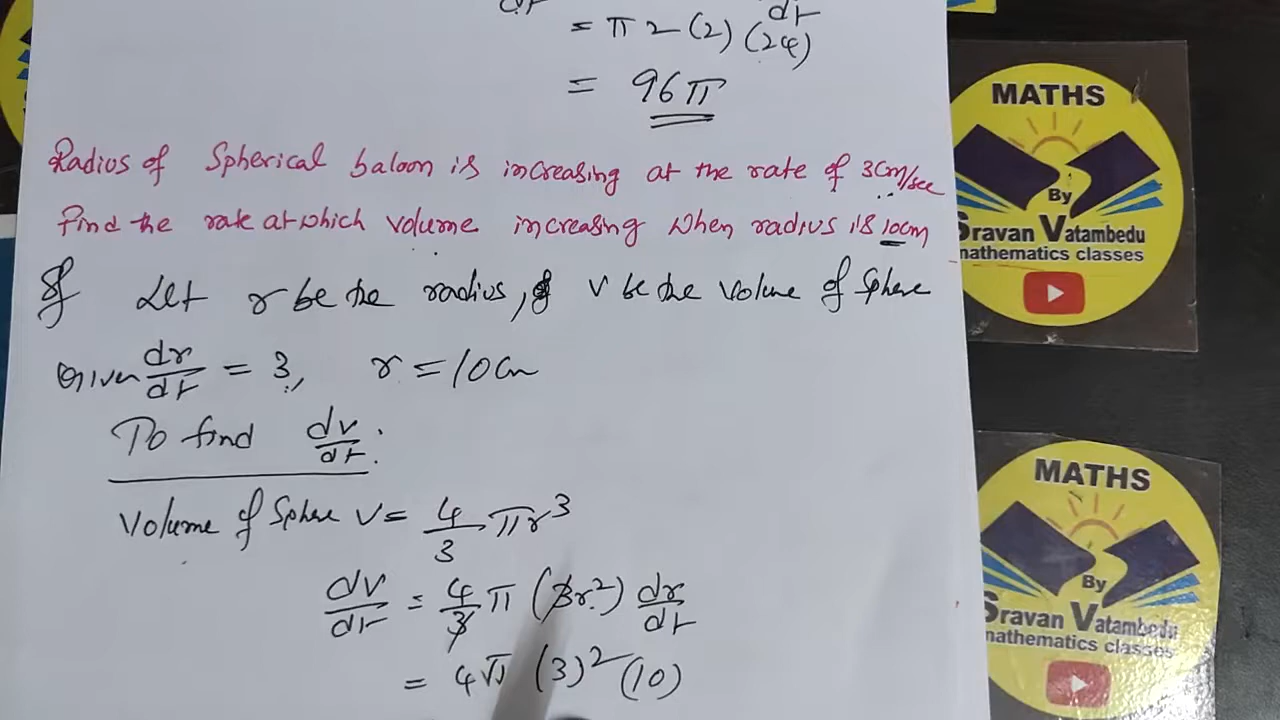 dr
= π 2 (2) (24)
= 96π
Radius of Spherical baloon is increasing at the rate of 3cm/sec
find the rate at which volume increasing when radius is 10cm
Let r be the radius, v be the volume of Sphere
Given dr/dt = 3, r = 10cm
To find dv/dt :
Volume of Sphere V = 4/3 πr³
dv/dt = 4/3 π (3r²) dr/dt
= 4π (3)² (10)
MATHS
By
Sravan Vatambedu
mathematics classes
MATHS
By
Sravan Vatambedu
mathematics classes